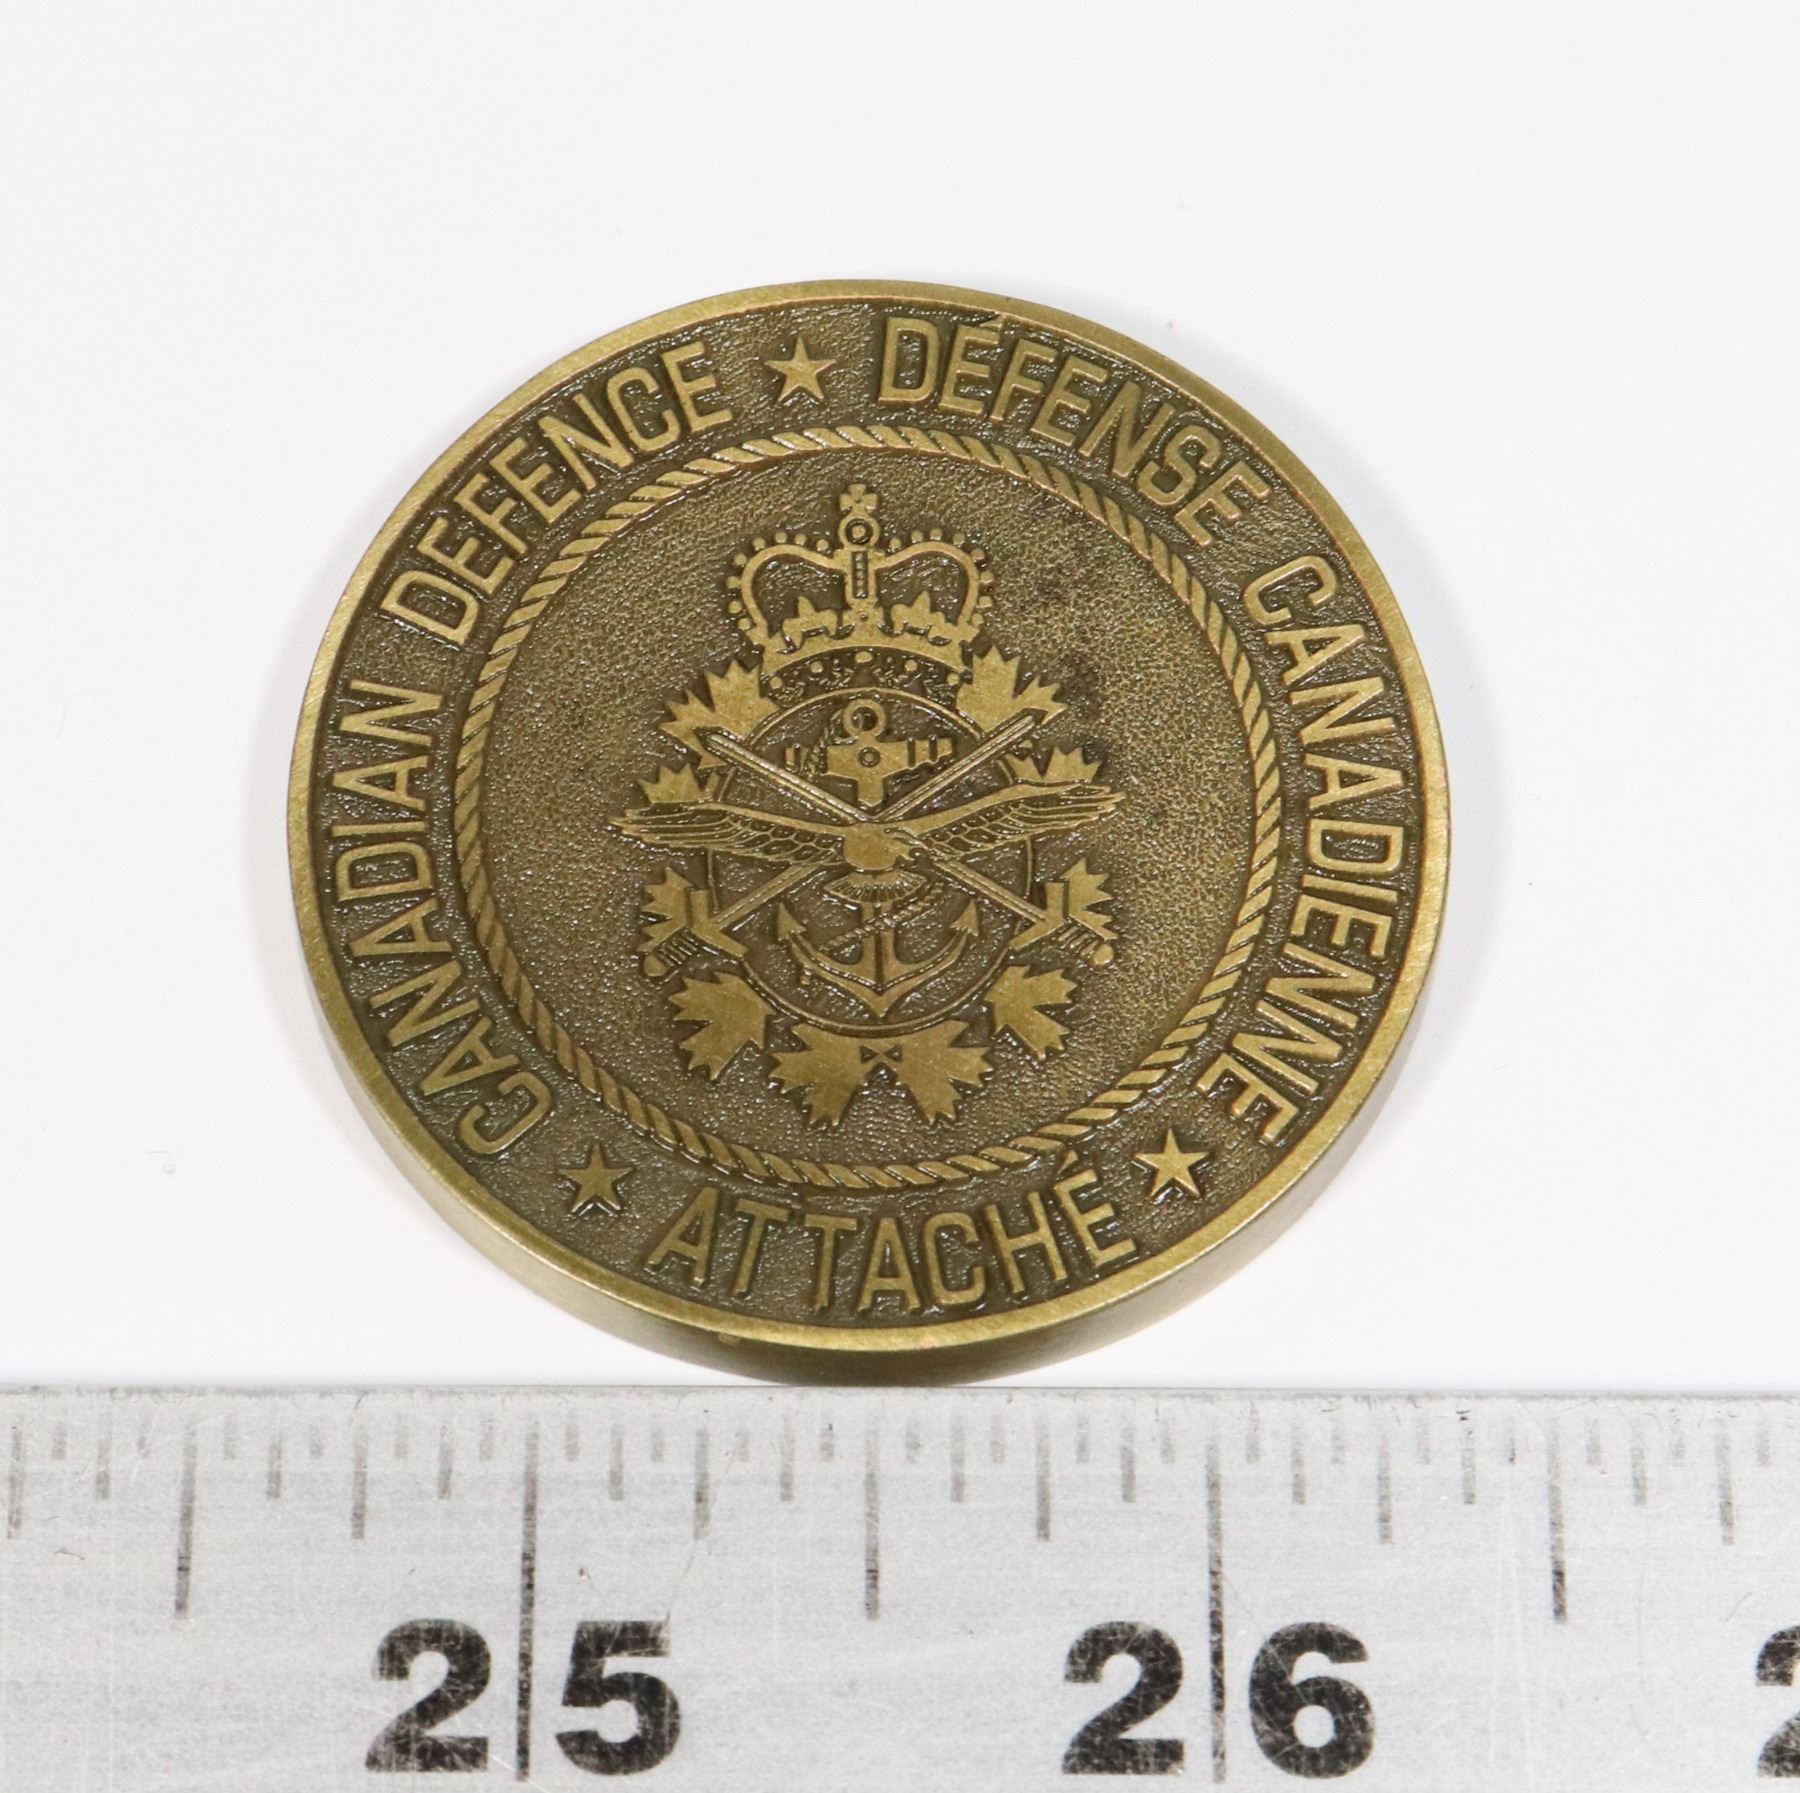 CANADIAN DEFENCE ★ DÉFENSE CANADIENNE ★
ATTACHÉ ★
25 26